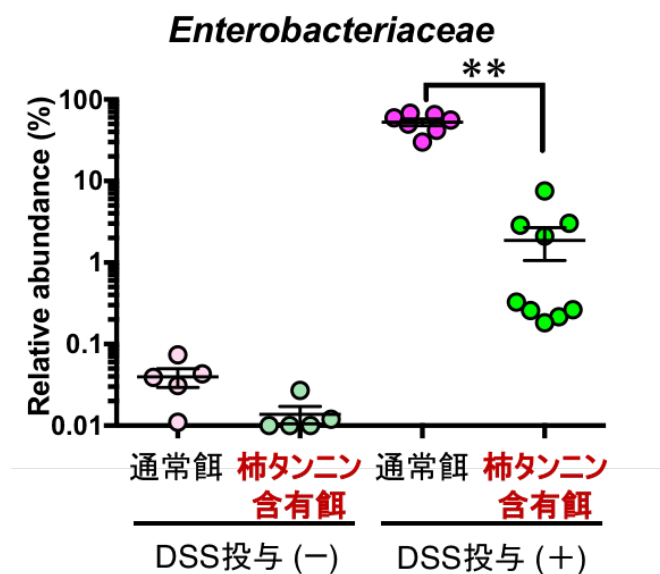 Enterobacteriaceae
**
Relative abundance (%)
100
10
1
0.1
0.01
通常餌
柿タンニン
含有餌
通常餌
柿タンニン
含有餌
DSS投与 (−)
DSS投与 (+)